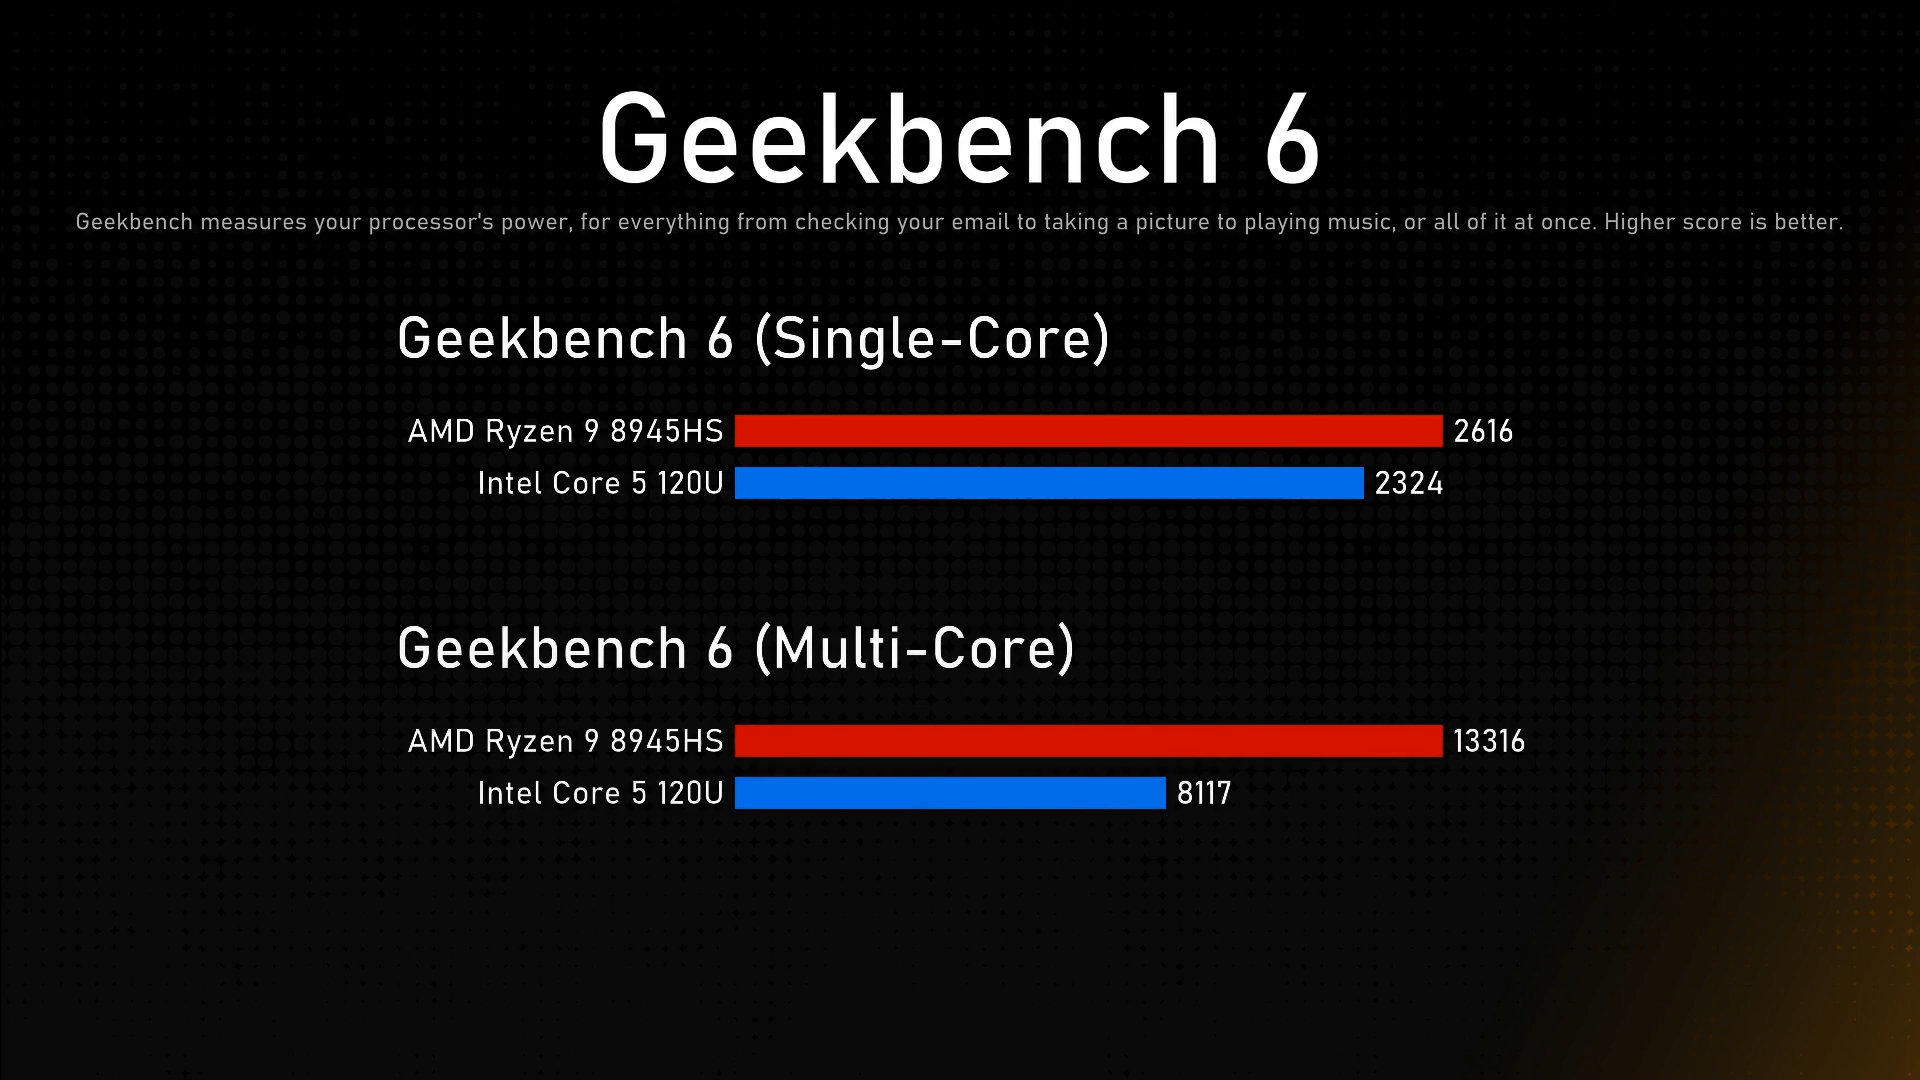 Geekbench 6
Geekbench measures your processor's power, for everything from checking your email to taking a picture to playing music, or all of it at once. Higher score is better.
Geekbench 6 (Single-Core)
AMD Ryzen 9 8945HS 2616
Intel Core 5 120U 2324
Geekbench 6 (Multi-Core)
AMD Ryzen 9 8945HS 13316
Intel Core 5 120U 8117